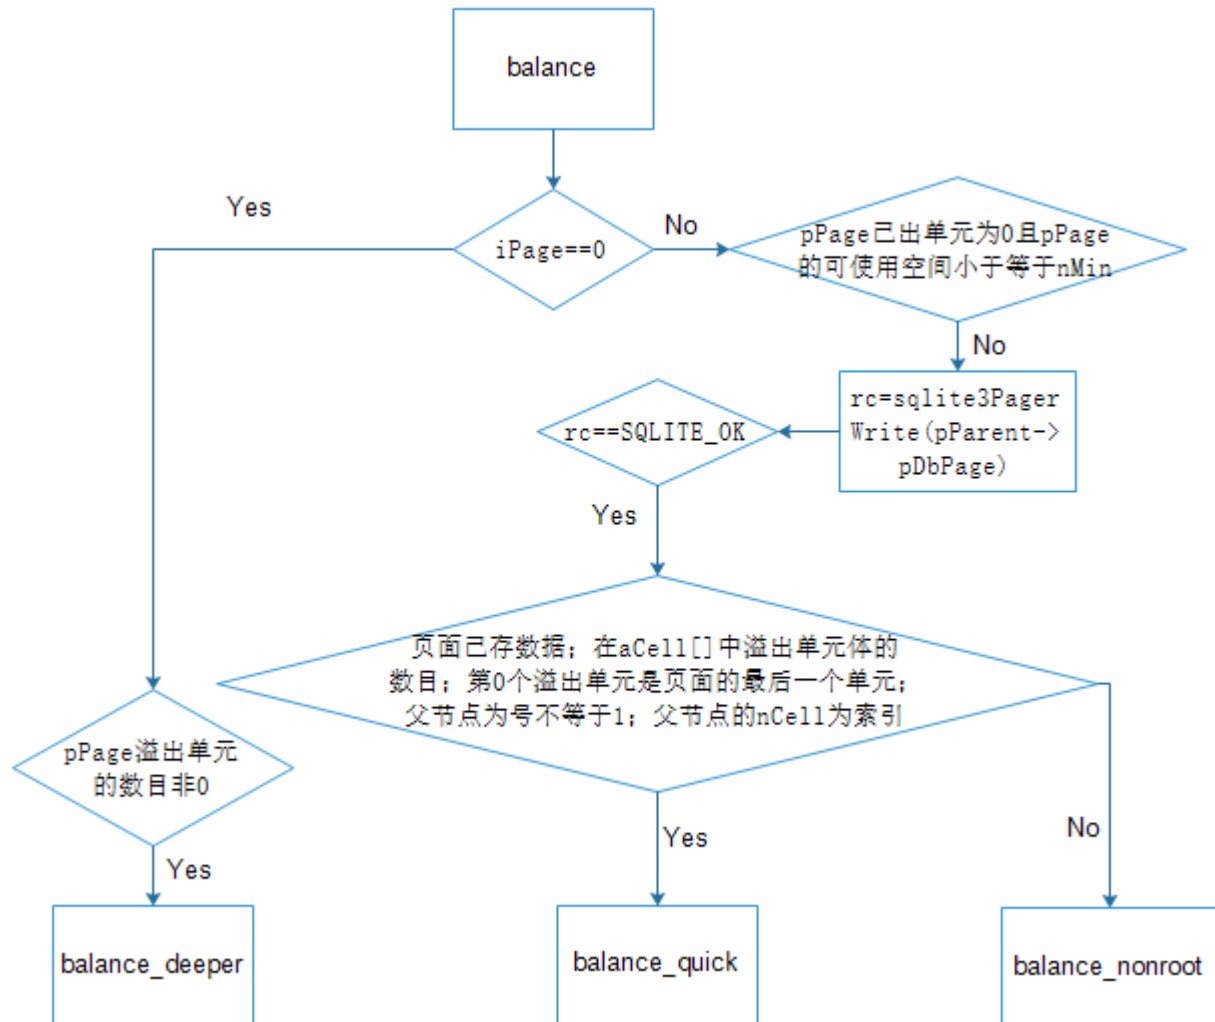 balance
Yes
iPage==0
No
pPage已出单元为0且pPage
的可使用空间小于等于nMin
No
rc=sqlite3Pager
Write(pParent->
pDbPage)
rc==SQLITE_OK
Yes
页面已存数据；在aCell[]中溢出单元体的
数目；第0个溢出单元是页面的最后一个单元；
父节点为号不等于1；父节点的nCell为索引
pPage溢出单元
的数目非0
Yes
Yes
No
balance_deeper
balance_quick
balance_nonroot